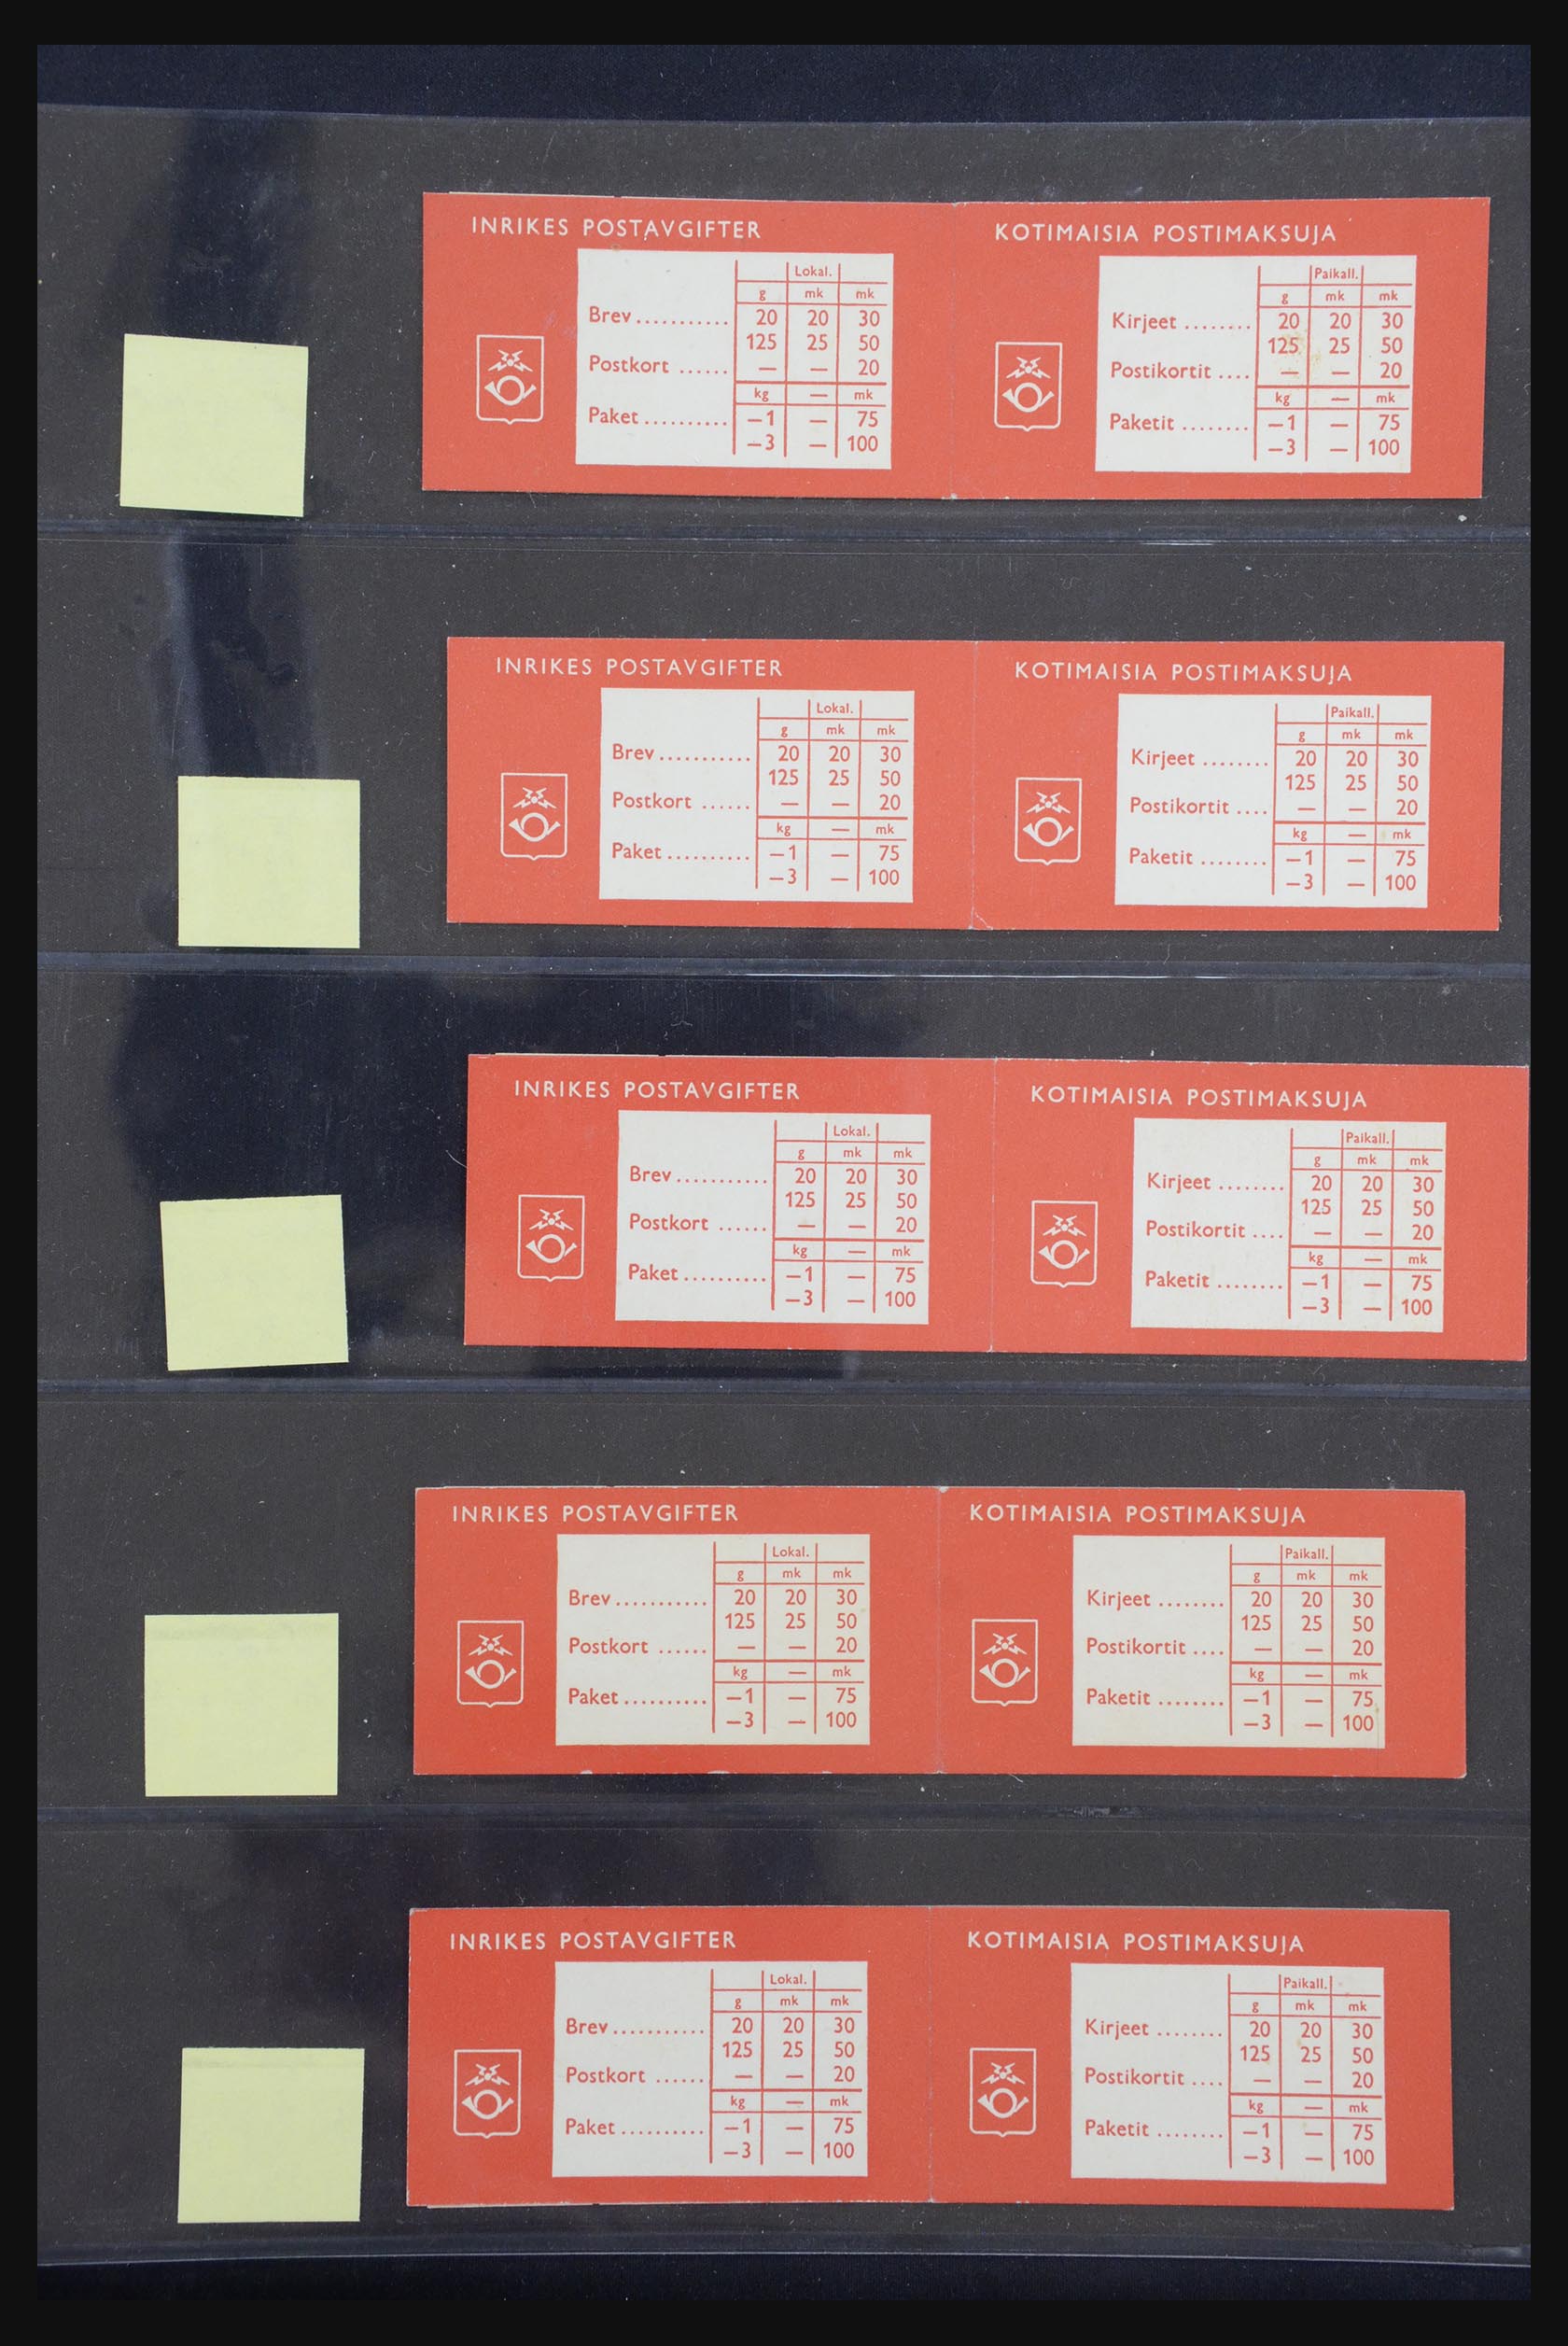 INRIKES POSTAVGIFTER
Lokal.
g mk mk
Brev........... 20 20 30
125 25 50
Postkort ...... — — 20
kg — mk
Paket.......... —1 — 75
—3 — 100
KOTIMAISIA POSTIMAKSUJA
Paikall.
g mk mk
Kirjeet ........ 20 20 30
125 25 50
Postikortit .... — — 20
kg — mk
Paketit ........ —1 — 75
—3 — 100
INRIKES POSTAVGIFTER
Lokal.
g mk mk
Brev........... 20 20 30
125 25 50
Postkort ...... — — 20
kg — mk
Paket.......... —1 — 75
—3 — 100
KOTIMAISIA POSTIMAKSUJA
Paikall.
g mk mk
Kirjeet ........ 20 20 30
125 25 50
Postikortit .... — — 20
kg — mk
Paketit ........ —1 — 75
—3 — 100
INRIKES POSTAVGIFTER
Lokal.
g mk mk
Brev........... 20 20 30
125 25 50
Postkort ...... — — 20
kg — mk
Paket.......... —1 — 75
—3 — 100
KOTIMAISIA POSTIMAKSUJA
Paikall.
g mk mk
Kirjeet ........ 20 20 30
125 25 50
Postikortit .... — — 20
kg — mk
Paketit ........ —1 — 75
—3 — 100
INRIKES POSTAVGIFTER
Lokal.
g mk mk
Brev........... 20 20 30
125 25 50
Postkort ...... — — 20
kg — mk
Paket.......... —1 — 75
—3 — 100
KOTIMAISIA POSTIMAKSUJA
Paikall.
g mk mk
Kirjeet ........ 20 20 30
125 25 50
Postikortit .... — — 20
kg — mk
Paketit ........ —1 — 75
—3 — 100
INRIKES POSTAVGIFTER
Lokal.
g mk mk
Brev........... 20 20 30
125 25 50
Postkort ...... — — 20
kg — mk
Paket.......... —1 — 75
—3 — 100
KOTIMAISIA POSTIMAKSUJA
Paikall.
g mk mk
Kirjeet ........ 20 20 30
125 25 50
Postikortit .... — — 20
kg — mk
Paketit ........ —1 — 75
—3 — 100